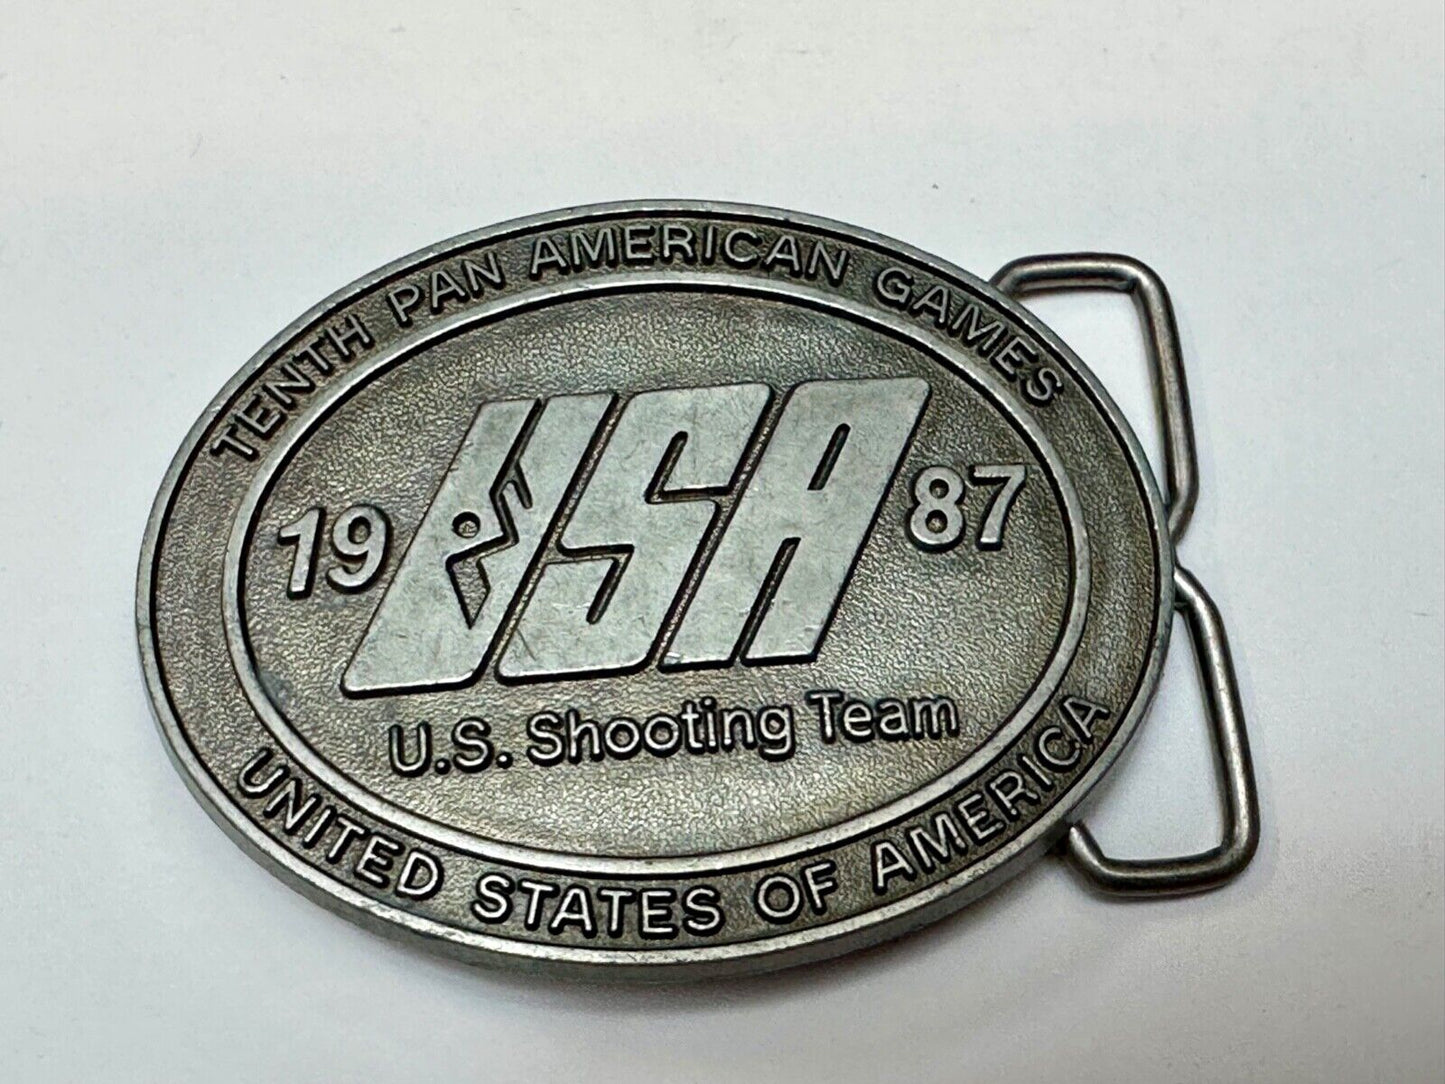 TENTH PAN AMERICAN GAMES
19 USA 87
U.S. Shooting Team
UNITED STATES OF AMERICA